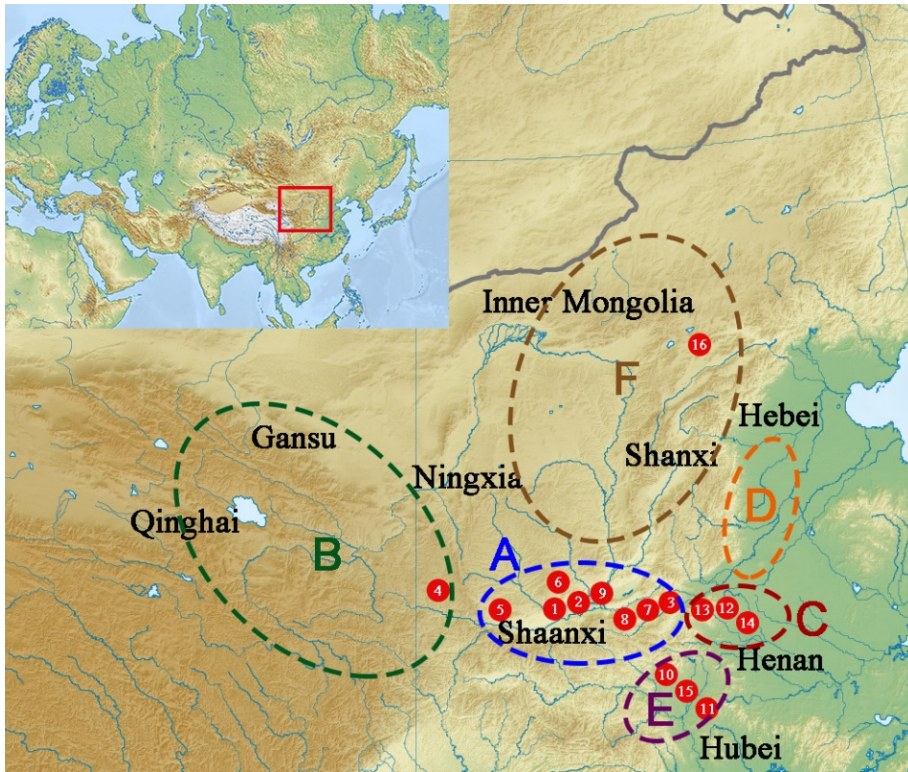 Inner Mongolia
16
F
Hebei
Gansu
Shanxi
Ningxia
D
Qinghai
B
A
4
6
9
5
1
2
8
7
3
13
12
14
C
Shaanxi
Henan
10
15
11
E
Hubei